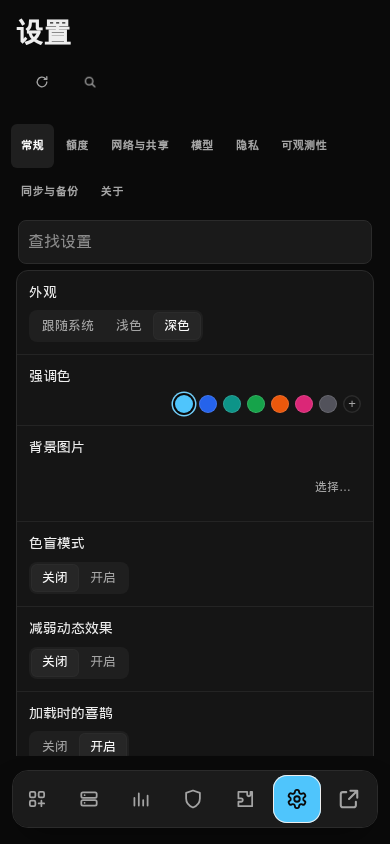 设置
常规 额度 网络与共享 模型 隐私 可观测性
同步与备份 关于
查找设置
外观
跟随系统 浅色 深色
强调色
+
背景图片
选择...
色盲模式
关闭 开启
减弱动态效果
关闭 开启
加载时的喜鹊
关闭 开启